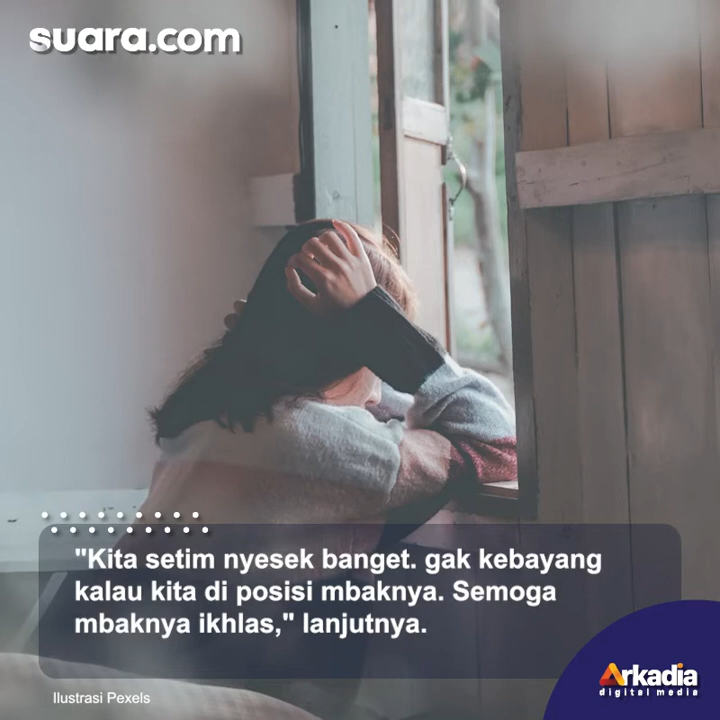 suara.com
"Kita setim nyesek banget. gak kebayang
kalau kita di posisi mbaknya. Semoga
mbaknya ikhlas," lanjutnya.
Arkadia
digital media
Ilustrasi Pexels